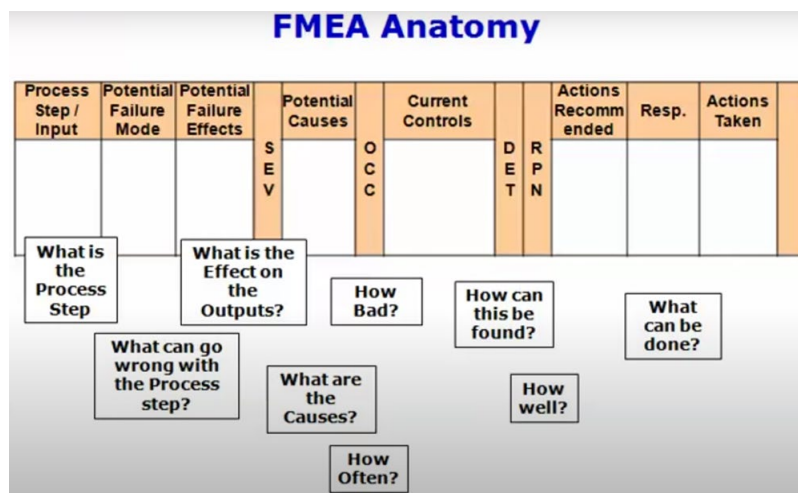 FMEA Anatomy
Process
Step /
Input
Potential
Failure
Mode
Potential
Failure
Effects
S
E
V
Potential
Causes
O
C
C
Current
Controls
D
E
T
R
P
N
Actions
Recomm
ended
Resp.
Actions
Taken
What is
the
Process
Step
What is the
Effect on
the
Outputs?
How
Bad?
How can
this be
found?
What
can be
done?
What can go
wrong with
the Process
step?
What are
the
Causes?
How
well?
How
Often?